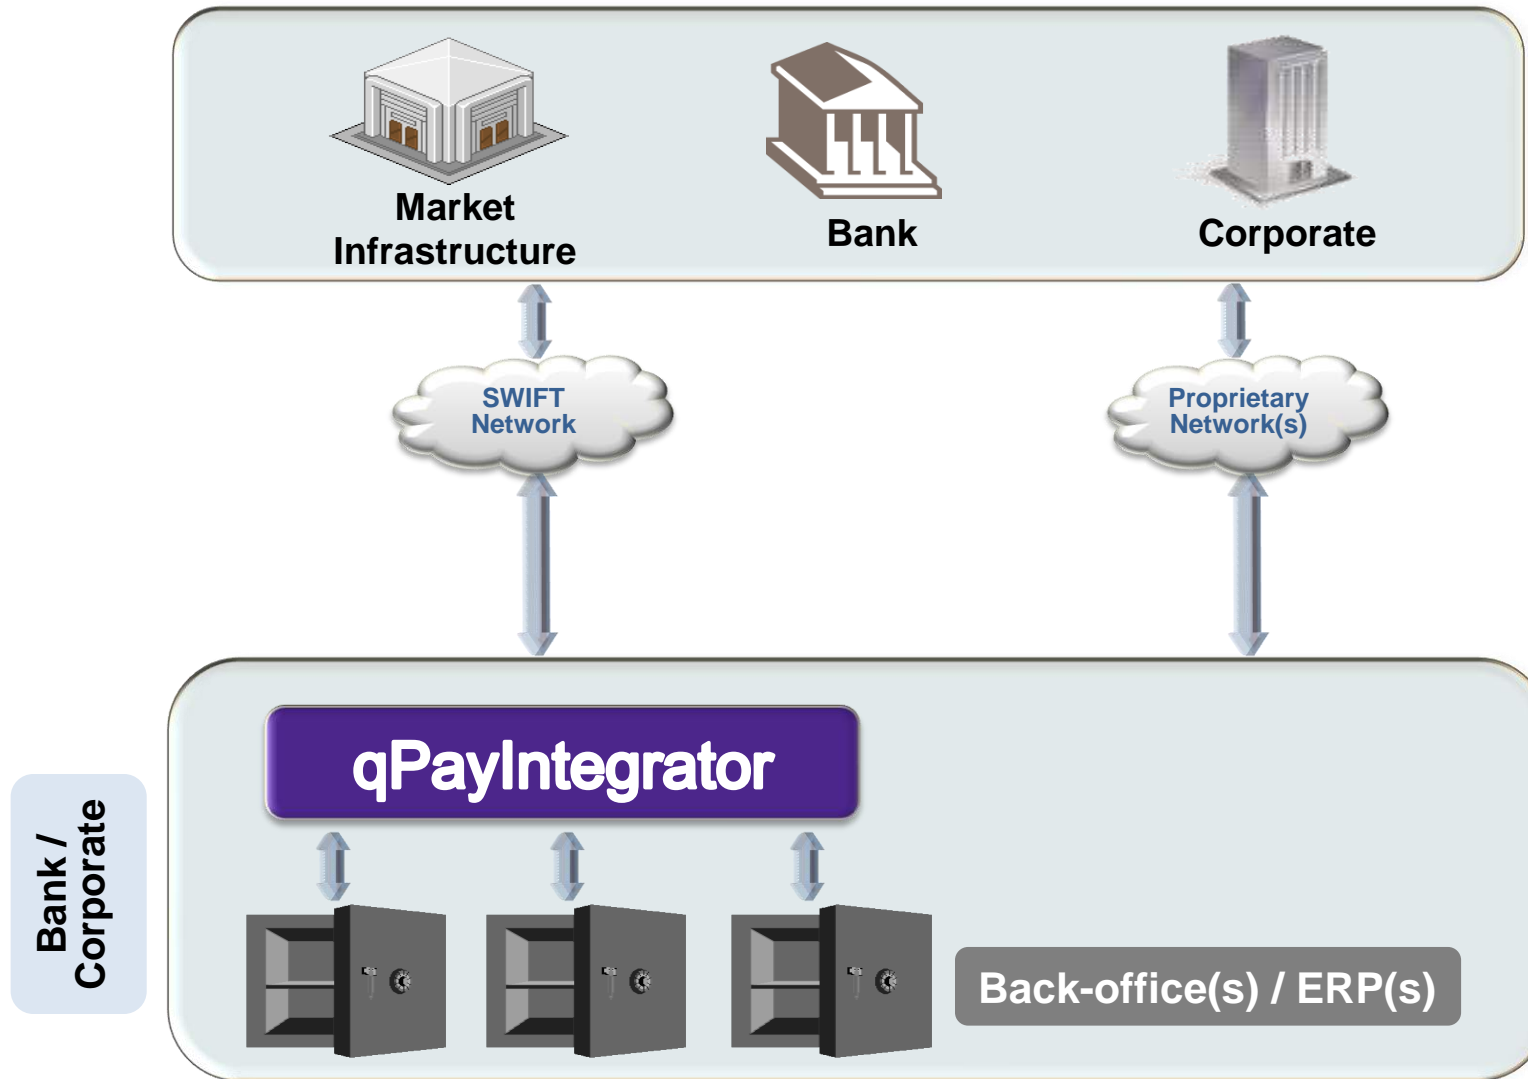 Market
Infrastructure
Bank
Corporate
SWIFT
Network
Proprietary
Network(s)
qPayIntegrator
Bank /
Corporate
Back-office(s) / ERP(s)